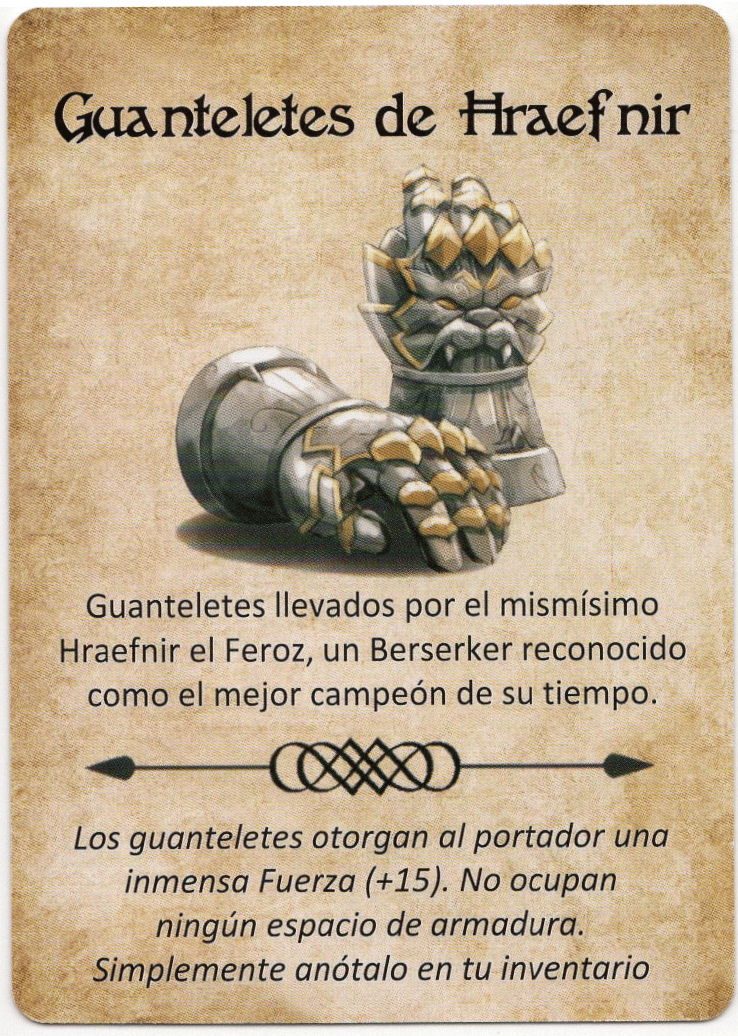 Guanteletes de Hraefnir
Guanteletes llevados por el mismísimo
Hraefnir el Feroz, un Berserker reconocido
como el mejor campeón de su tiempo.
Los guanteletes otorgan al portador una
inmensa Fuerza (+15). No ocupan
ningún espacio de armadura.
Simplemente anótalo en tu inventario